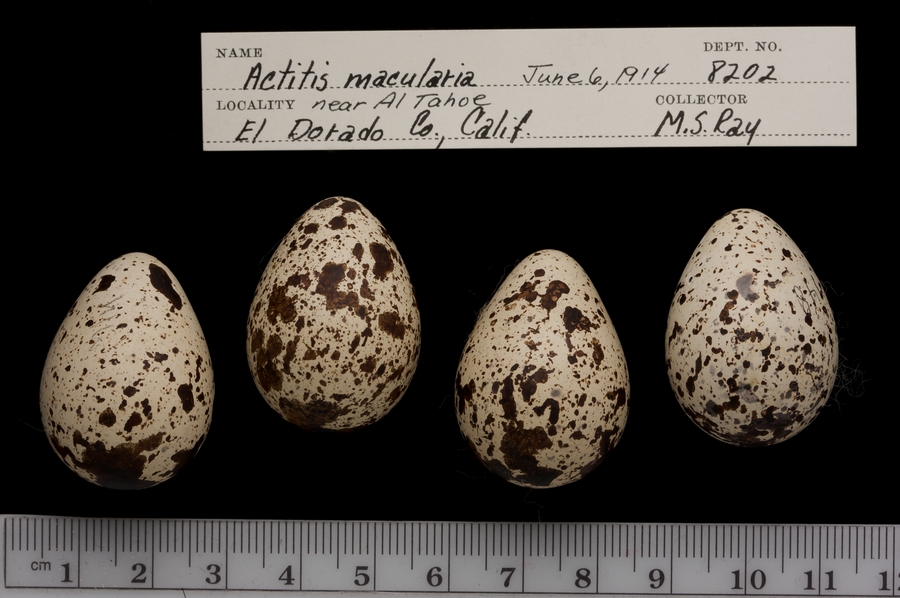 NAME DEPT. NO.
Actitis macularia June 6, 1914 8202
LOCALITY near Al Tahoe COLLECTOR
El Dorado Co., Calif M.S. Ray
cm 1 2 3 4 5 6 7 8 9 10 11 12